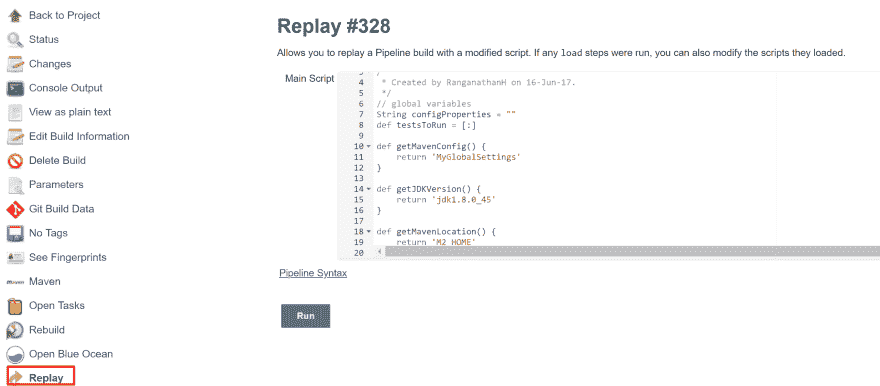 Back to Project
Status
Changes
Console Output
View as plain text
Edit Build Information
Delete Build
Parameters
Git Build Data
No Tags
See Fingerprints
Maven
Open Tasks
Rebuild
Open Blue Ocean
Replay
Replay #328
Allows you to replay a Pipeline build with a modified script. If any load steps were run, you can also modify the scripts they loaded.
Main Script
4 * Created by RanganathanH on 16-Jun-17.
5 */
6 // global variables
7 String configProperties = ""
8 def testsToRun = [:]
9
10 def getMavenConfig() {
11 return 'MyGlobalSettings'
12 }
13
14 def getJDKVersion() {
15 return 'jdk1.8.0_45'
16 }
17
18 def getMavenLocation() {
19 return 'M2_HOME'
20
Pipeline Syntax
Run